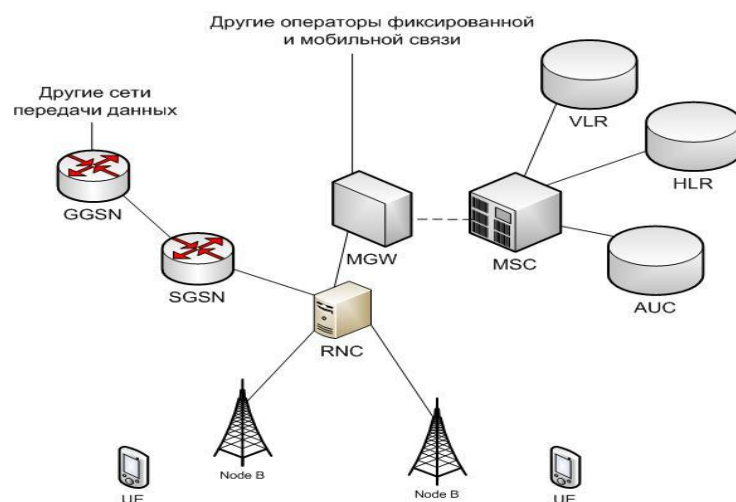 Другие операторы фиксированной
и мобильной связи
Другие сети
передачи данных
VLR
HLR
GGSN
MGW
MSC
SGSN
AUC
RNC
Node B
Node B
UE
UE